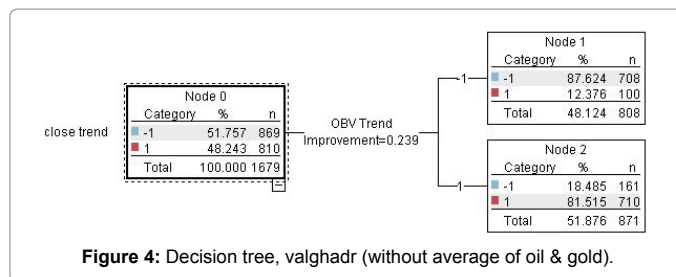 close trend
Node 0
Category % n
-1 51.757 869
1 48.243 810
Total 100.000 1679
OBV Trend
Improvement=0.239
-1
Node 1
Category % n
-1 87.624 708
1 12.376 100
Total 48.124 808
1
Node 2
Category % n
-1 18.485 161
1 81.515 710
Total 51.876 871
Figure 4: Decision tree, valghadr (without average of oil & gold).